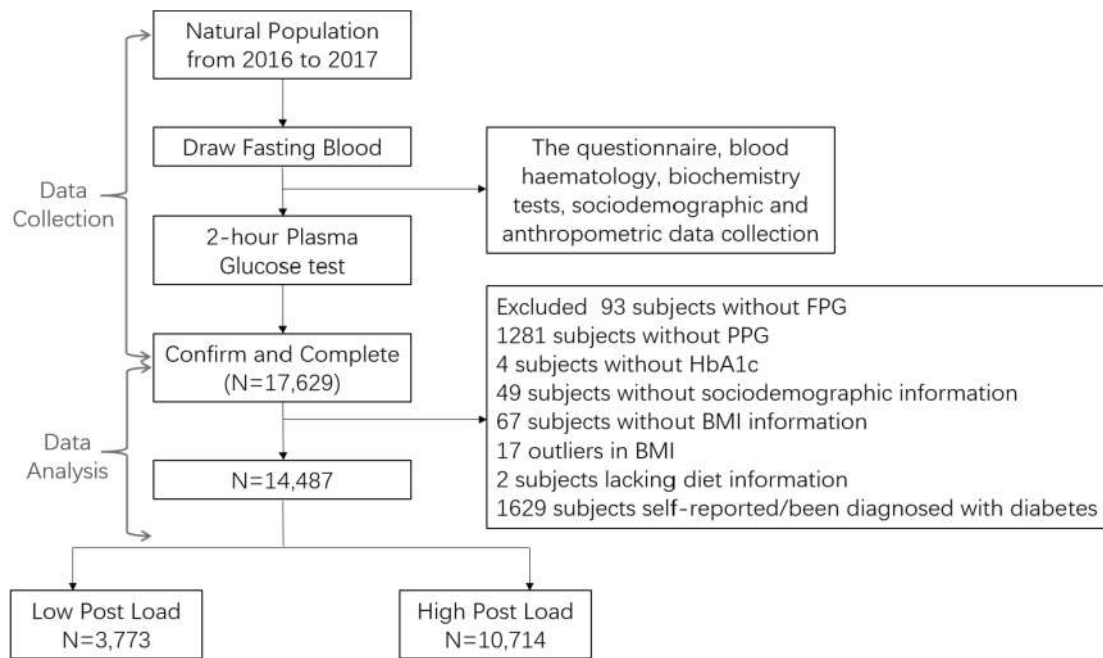 Natural Population
from 2016 to 2017
Draw Fasting Blood
The questionnaire, blood
haematology, biochemistry
tests, sociodemographic and
anthropometric data collection
Data
Collection
2-hour Plasma
Glucose test
Excluded 93 subjects without FPG
1281 subjects without PPG
4 subjects without HbA1c
49 subjects without sociodemographic information
67 subjects without BMI information
17 outliers in BMI
2 subjects lacking diet information
1629 subjects self-reported/been diagnosed with diabetes
Confirm and Complete
(N=17,629)
Data
Analysis
N=14,487
Low Post Load
N=3,773
High Post Load
N=10,714